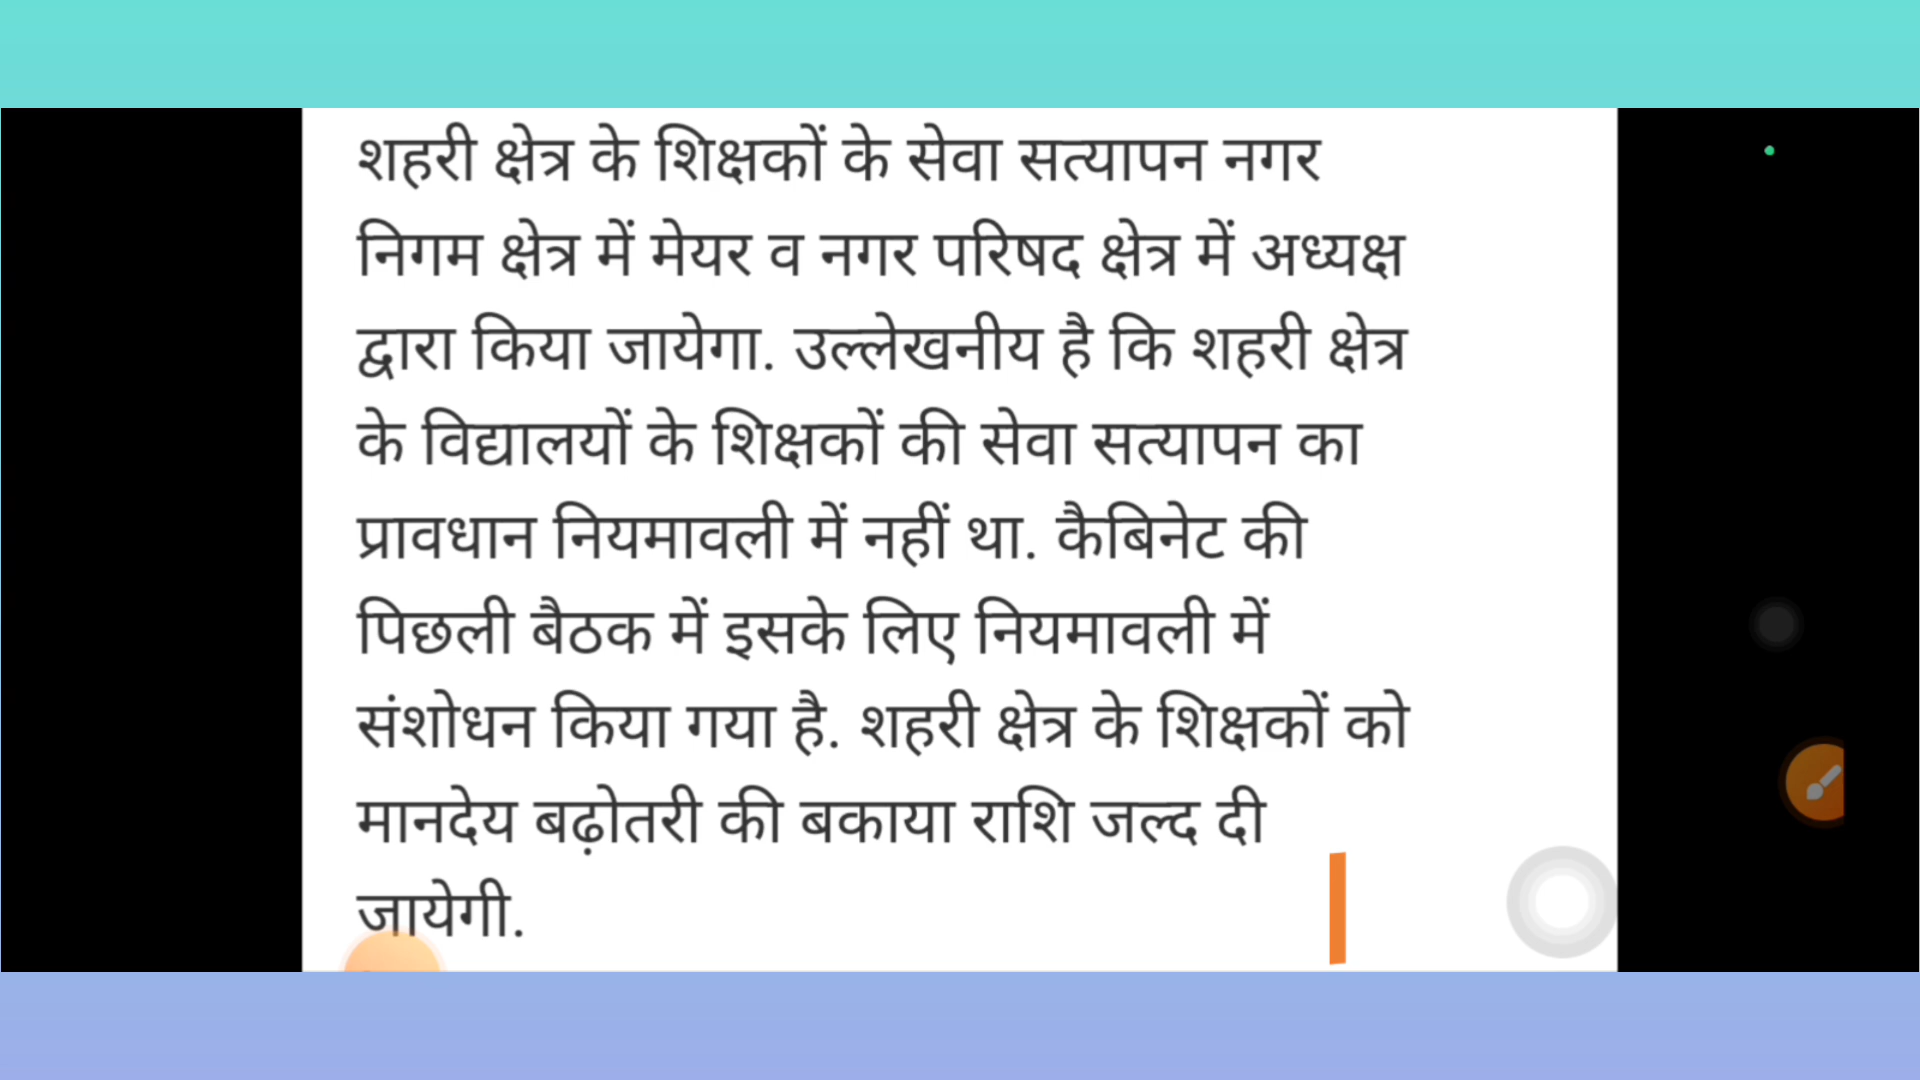 शहरी क्षेत्र के शिक्षकों के सेवा सत्यापन नगर
निगम क्षेत्र में मेयर व नगर परिषद क्षेत्र में अध्यक्ष
द्वारा किया जायेगा. उल्लेखनीय है कि शहरी क्षेत्र
के विद्यालयों के शिक्षकों की सेवा सत्यापन का
प्रावधान नियमावली में नहीं था. कैबिनेट की
पिछली बैठक में इसके लिए नियमावली में
संशोधन किया गया है. शहरी क्षेत्र के शिक्षकों को
मानदेय बढ़ोतरी की बकाया राशि जल्द दी
जायेगी.